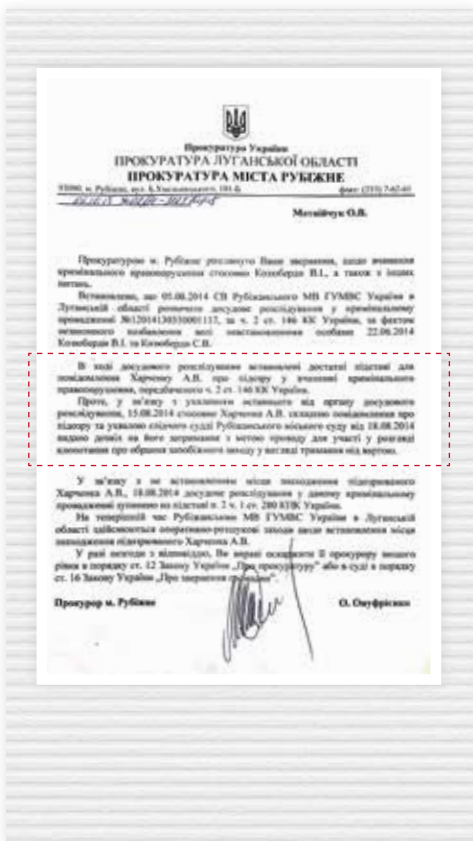 Прокуратура України
ПРОКУРАТУРА ЛУГАНСЬКОЇ ОБЛАСТІ
ПРОКУРАТУРА МІСТА РУБІЖНЕ
93000, м. Рубіжне, вул. Б.Хмельницького,
факс:
Матвійчук О.В.
Прокуратурою м. Рубіжне розглянуто Ваше звернення, щодо вчинення
кримінального правопорушення стосовно Козюберди В.І., а також з інших
питань.
Встановлено, що 05.08.2014 СВ Рубіжанського МВ ГУМВС України в
Луганській області розпочато досудове розслідування у кримінальному
провадженні за ч. 2 ст. 146 КК України, за фактом
незаконного позбавлення волі невстановленими особами 22.06.2014
Козюберди В.І. та Козюберди С.В.
В ході досудового розслідування встановлені достатні підстави для
повідомлення Харченку А.В. про підозру у вчиненні кримінального
правопорушення, передбаченого ч. 2 ст. 146 КК України.
Проте, у зв'язку з ухиленням останнього від органу досудового
розслідування, 15.08.2014 стосовно Харченка А.В. складено повідомлення про
підозру та ухвалою слідчого судді Рубіжанського міського суду від 18.08.2014
надано дозвіл на його затримання з метою приводу для участі у розгляді
клопотання про обрання запобіжного заходу у вигляді тримання під вартою.
У зв'язку з не встановленням місця знаходження підозрюваного
Харченка А.В., 18.08.2014 досудове розслідування у даному кримінальному
провадженні зупинено на підставі п. 2 ч. 1 ст. 280 КПК України.
На теперішній час Рубіжанським МВ ГУМВС України в Луганській
області здійснюються оперативно-розшукові заходи щодо встановлення місця
знаходження підозрюваного Харченка А.В.
У разі незгоди з відповіддю, Ви вправі оскаржити її прокурору вищого
рівня в порядку ст. 12 Закону України „Про прокуратуру" або в суді в порядку
ст. 16 Закону України „Про звернення громадян".
Прокурор м. Рубіжне
О. Онуфрієнко